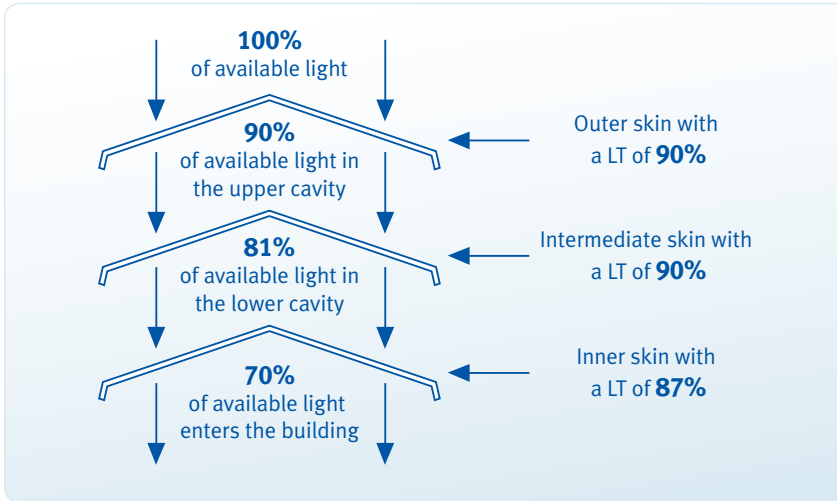 100%
of available light
90%
of available light in
the upper cavity
Outer skin with
a LT of 90%
81%
of available light in
the lower cavity
Intermediate skin with
a LT of 90%
70%
of available light
enters the building
Inner skin with
a LT of 87%